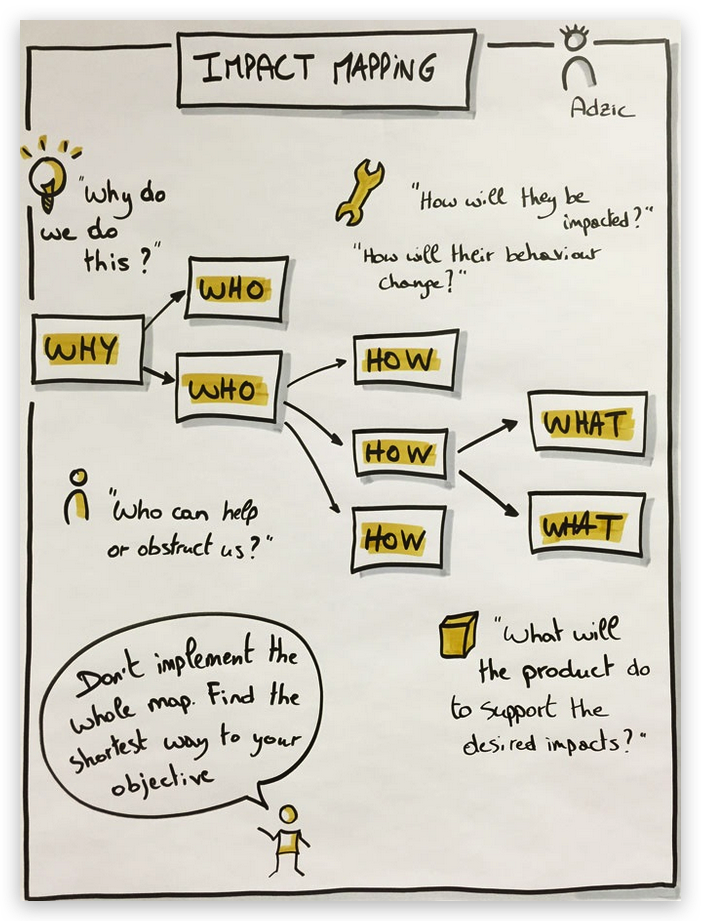 IMPACT MAPPING
Adzic
"Why do
we do
this?"
"How will they be
impacted?"
"How will their behaviour
change?"
WHO
WHY
WHO
HOW
HOW
HOW
WHAT
WHAT
"Who can help
or obstruct us?"
"What will
the product do
to support the
desired impacts?"
Don't implement the
whole map. Find the
shortest way to your
objective